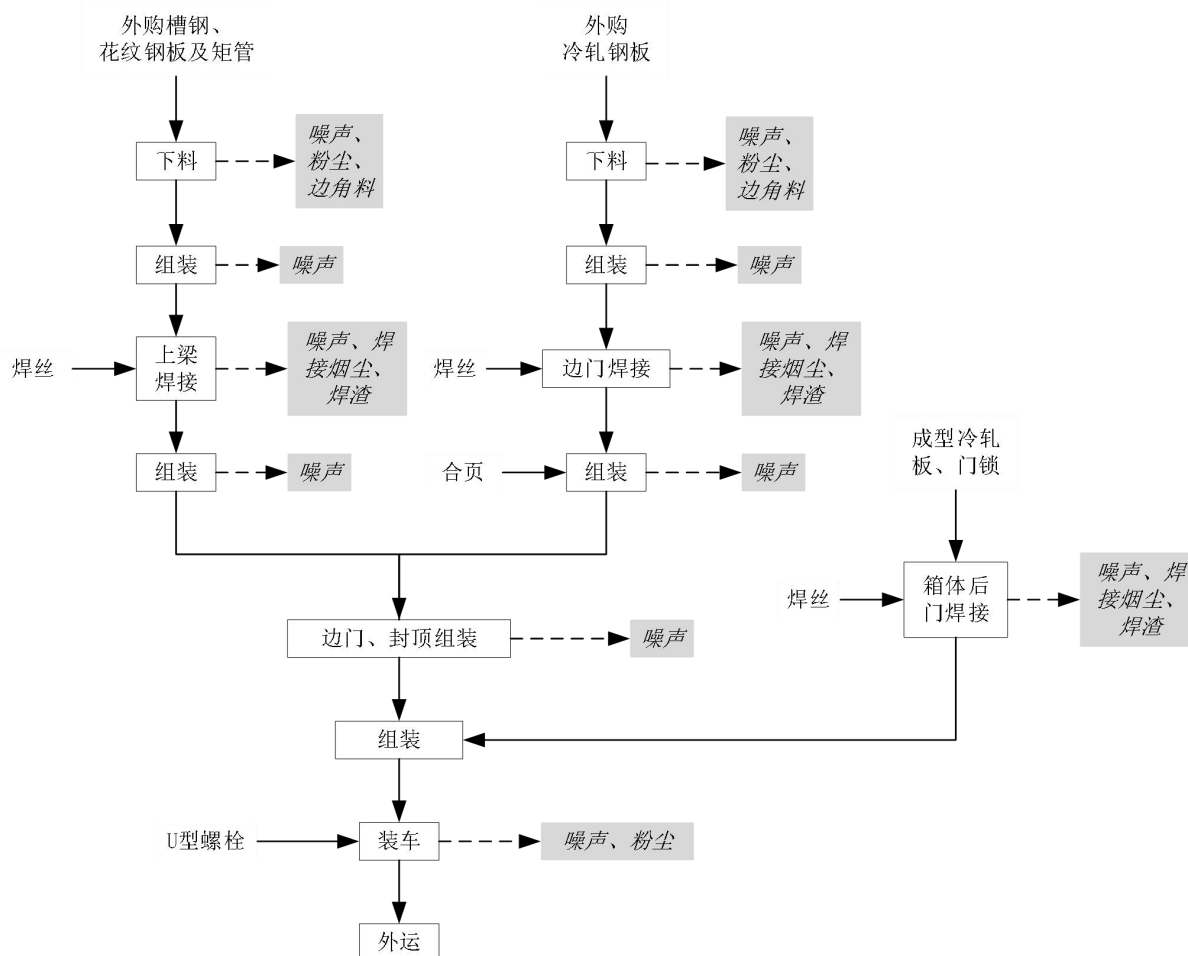 外购槽钢、
花纹钢板及矩管
外购
冷轧钢板
下料
噪声、
粉尘、
边角料
下料
噪声、
粉尘、
边角料
组装
噪声
组装
噪声
焊丝
上梁
焊接
噪声、焊
接烟尘、
焊渣
焊丝
边门焊接
噪声、焊
接烟尘、
焊渣
组装
噪声
合页
组装
噪声
成型冷轧
板、门锁
焊丝
箱体后
门焊接
噪声、焊
接烟尘、
焊渣
边门、封顶组装
噪声
组装
U型螺栓
装车
噪声、粉尘
外运